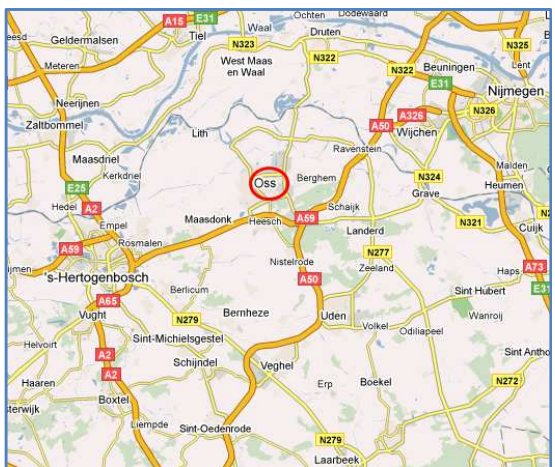 A15
E31
Waal
Ochten
Dodewaard
Geldermalsen
Tiel
N323
Druten
N325
Meteren
West Maas
en Waal
N322
N322
Beuningen
Lent
E31
Neerijnen
Nijmegen
A326
N326
Zaltbommel
Lith
A50
Wijchen
Maasdriel
Ravenstein
Kerkdriel
Malden
E25
Oss
Berghem
N324
Heumen
Hedel
A2
Grave
Maasdonk
Heesch
A59
Schaijk
N321
Empel
Landerd
Cuijk
A59
Rosmalen
N277
Nistelrode
Zeeland
Haps
A73
's-Hertogenbosch
A50
E31
Berlicum
Sint Hubert
A65
Vught
N279
Bernheze
Uden
Volkel
Wanroij
Odiliapeel
Helvoirt
Sint-Michielsgestel
A2
Schijndel
Veghel
Haaren
A2
Erp
Boekel
N272
Boxtel
Liempde
Sint-Oedenrode
N279
Laarbeek